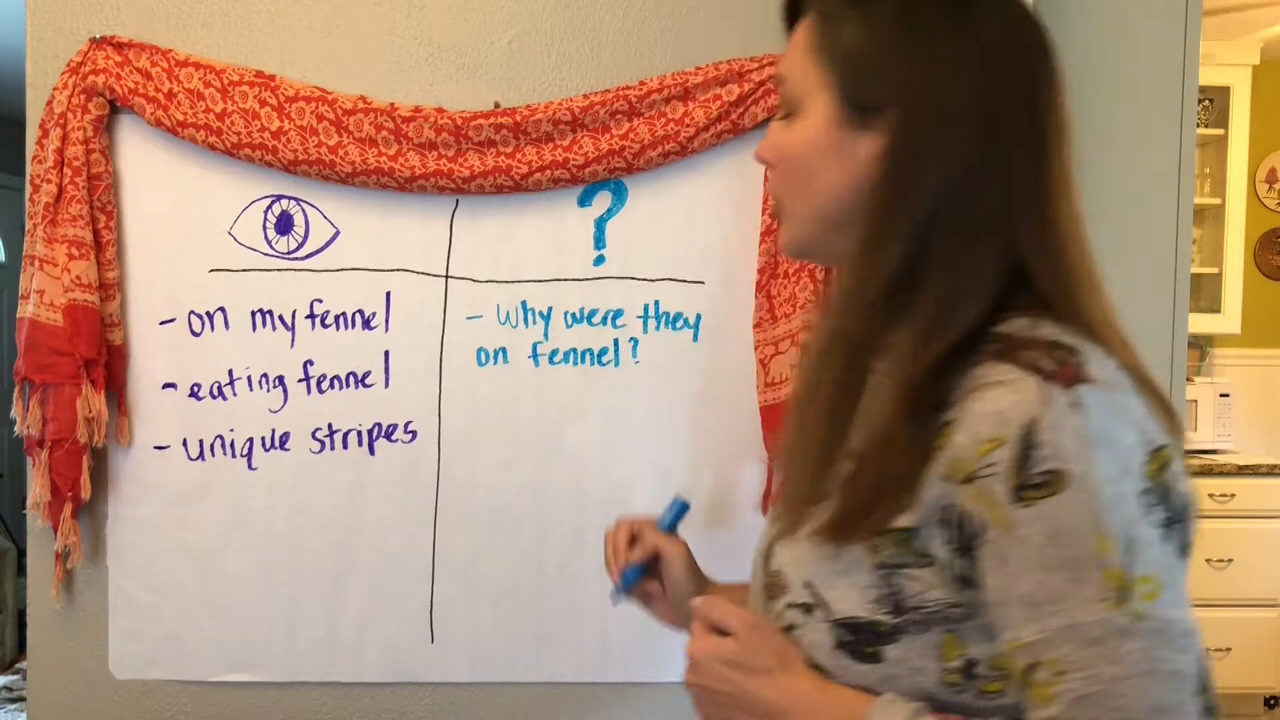 ?
- on my fennel
- eating fennel
- unique stripes
- Why were they
on fennel?